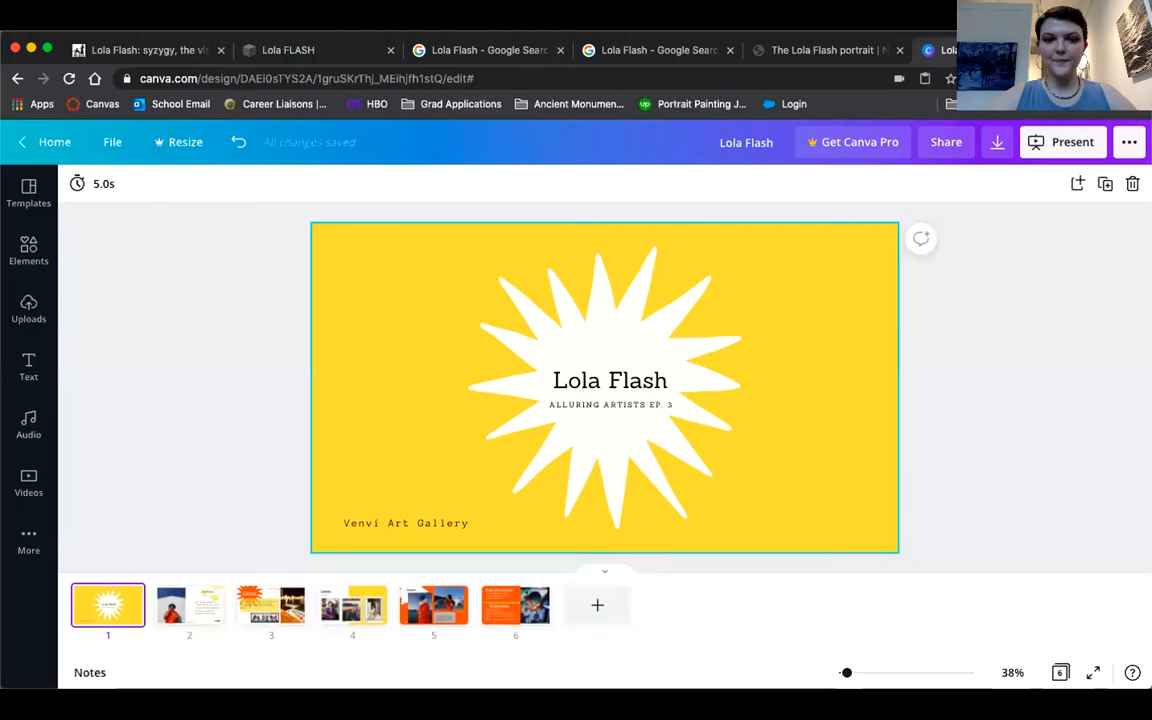 Lola Flash: syzygy, the vis
Lola FLASH
Lola Flash - Google Searc
Lola Flash - Google Searc
The Lola Flash portrait | N
Lol
canva.com/design/DAEi0sTYS2A/1gruSKrThj_MEihjfh1stQ/edit#
Apps
Canvas
School Email
Career Liaisons |...
HBO
Grad Applications
Ancient Monumen...
Portrait Painting J...
Login
Home
File
Resize
All changes saved
Lola Flash
Get Canva Pro
Share
Present
5.0s
Templates
Elements
Uploads
Text
Audio
Videos
More
Lola Flash
ALLURING ARTISTS EP. 3
Venvi Art Gallery
1
2
3
4
5
6
Notes
38%
6